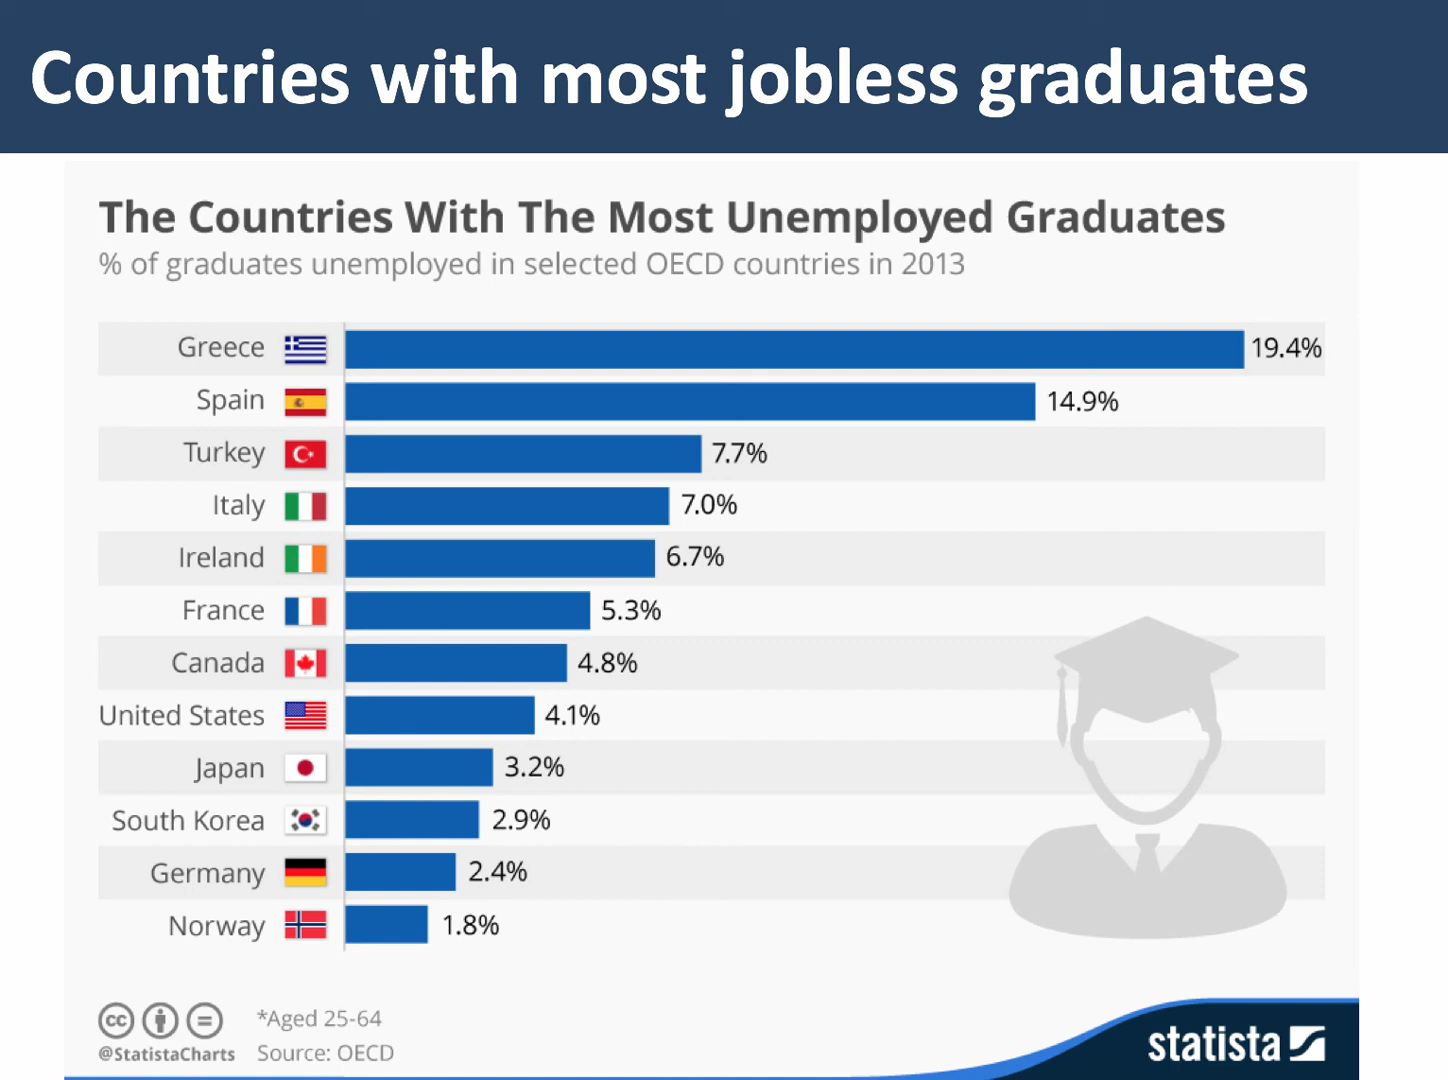 Countries with most jobless graduates
The Countries With The Most Unemployed Graduates
% of graduates unemployed in selected OECD countries in 2013
Greece 19.4%
Spain 14.9%
Turkey 7.7%
Italy 7.0%
Ireland 6.7%
France 5.3%
Canada 4.8%
United States 4.1%
Japan 3.2%
South Korea 2.9%
Germany 2.4%
Norway 1.8%
cc
*Aged 25-64
@StatistaCharts Source: OECD
statista